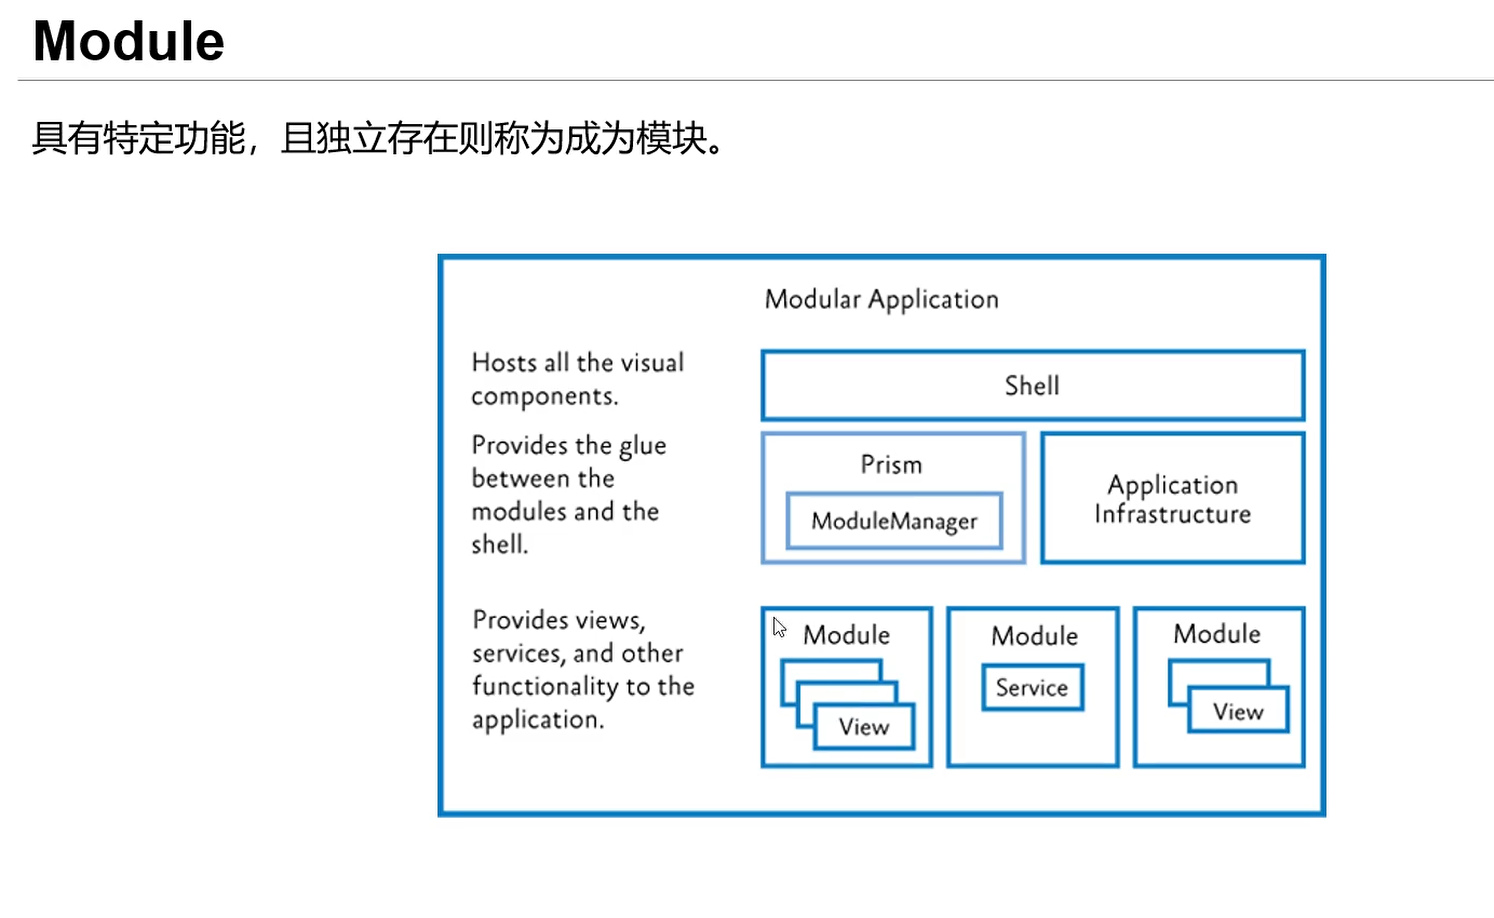 Module
具有特定功能，且独立存在则称为成为模块。
Modular Application
Hosts all the visual
components.
Shell
Provides the glue
between the
modules and the
shell.
Prism
ModuleManager
Application
Infrastructure
Provides views,
services, and other
functionality to the
application.
Module
View
Module
Service
Module
View